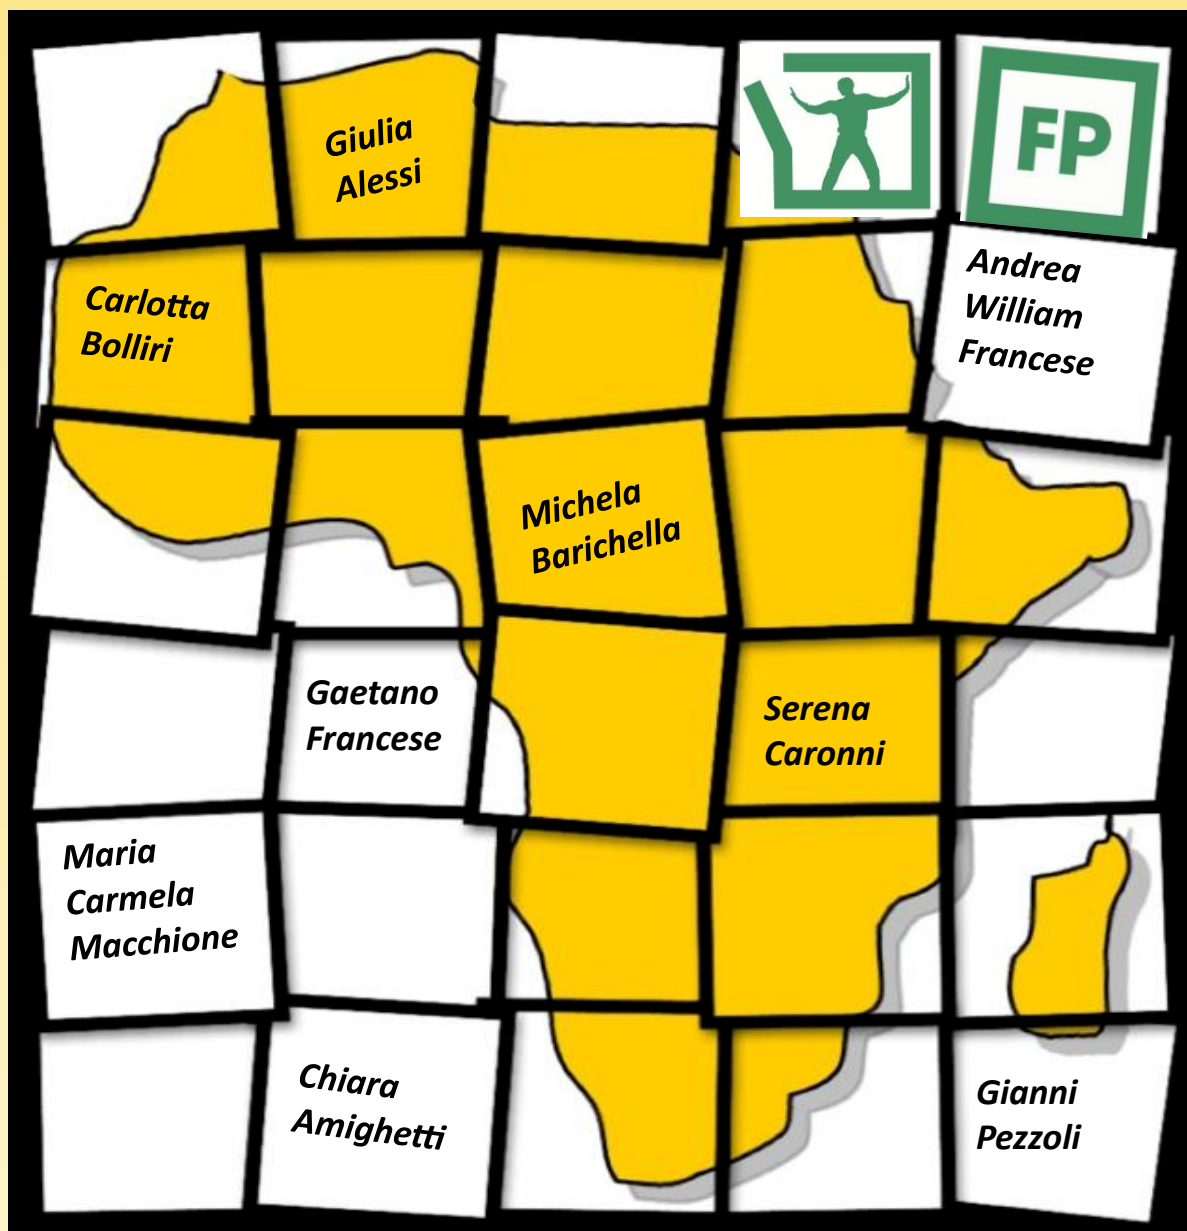 FP
Giulia
Alessi
Carlotta
Bolliri
Andrea
William
Francese
Michela
Barichella
Gaetano
Francese
Serena
Caronni
Maria
Carmela
Macchione
Chiara
Amighetti
Gianni
Pezzoli